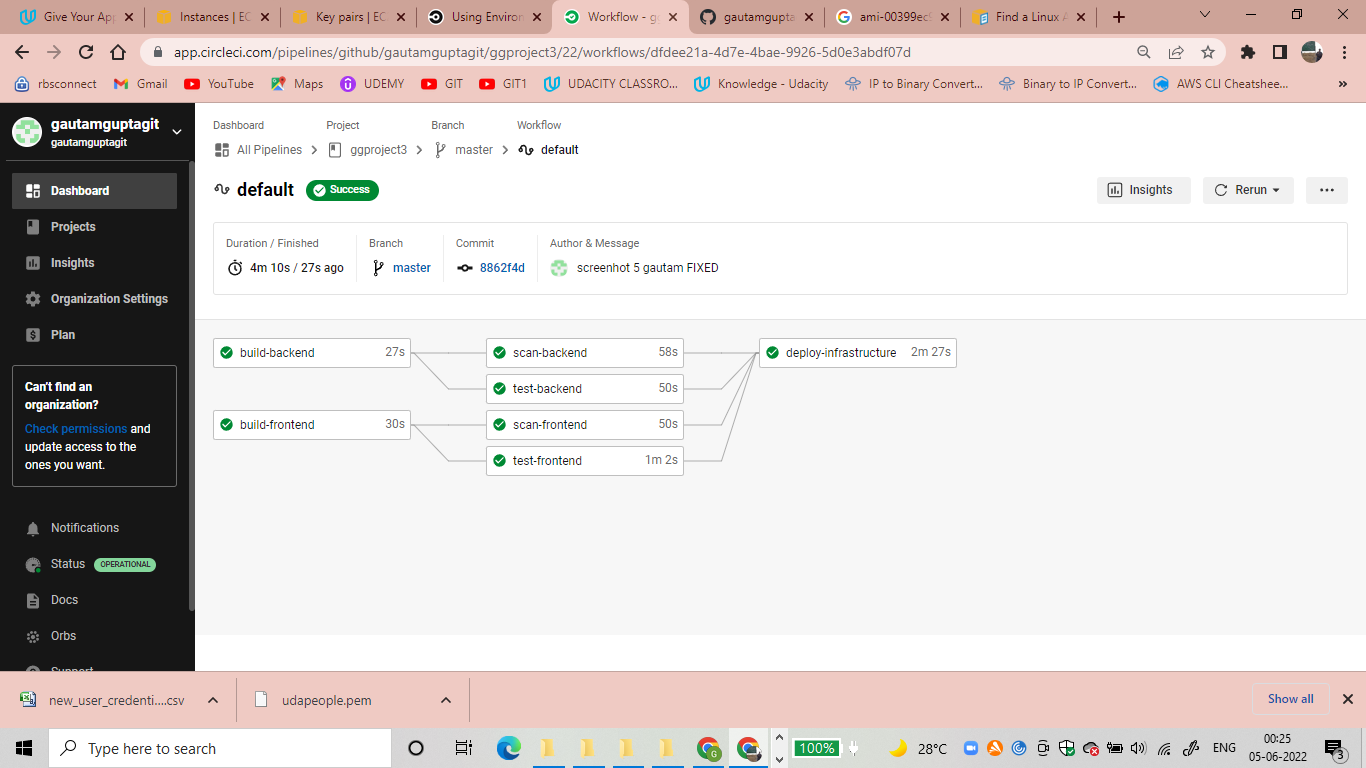 Give Your App
Instances | EC
Key pairs | EC
Using Environ
Workflow - g
gautamgupta
ami-00399ec9
Find a Linux A
app.circleci.com/pipelines/github/gautamguptagit/ggproject3/22/workflows/dfdee21a-4d7e-4bae-9926-5d0e3abdf07d
rbsconnect
Gmail
YouTube
Maps
UDEMY
GIT
GIT1
UDACITY CLASSRO...
Knowledge - Udacity
IP to Binary Convert...
Binary to IP Convert...
AWS CLI Cheatshee...
gautamguptagit
gautamguptagit
Dashboard
Projects
Insights
Organization Settings
Plan
Can't find an
organization?
Check permissions and
update access to the
ones you want.
Notifications
Status OPERATIONAL
Docs
Orbs
Support
Dashboard Project Branch Workflow
All Pipelines ggproject3 master default
default Success
Insights Rerun
Duration / Finished Branch Commit Author & Message
4m 10s / 27s ago master 8862f4d screenhot 5 gautam FIXED
build-backend 27s scan-backend 58s deploy-infrastructure 2m 27s
test-backend 50s
build-frontend 30s scan-frontend 50s
test-frontend 1m 2s
new_user_credenti....csv
udapeople.pem
Show all
Type here to search
G
100%
28°C
ENG
00:25
05-06-2022
3